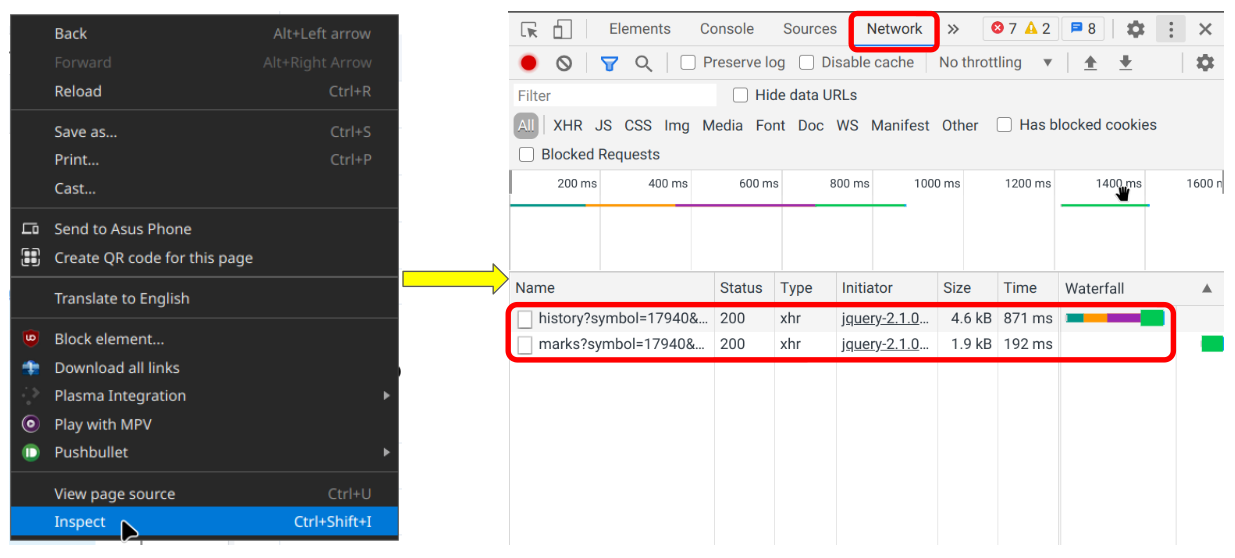 Back Alt+Left arrow
Forward Alt+Right Arrow
Reload Ctrl+R
Save as... Ctrl+S
Print... Ctrl+P
Cast...
Send to Asus Phone
Create QR code for this page
Translate to English
Block element...
Download all links
Plasma Integration
Play with MPV
Pushbullet
View page source Ctrl+U
Inspect Ctrl+Shift+I
Elements Console Sources Network » 7 2 8
Preserve log Disable cache No throttling
Filter Hide data URLs
All XHR JS CSS Img Media Font Doc WS Manifest Other Has blocked cookies
Blocked Requests
200 ms 400 ms 600 ms 800 ms 1000 ms 1200 ms 1400 ms 1600 n
Name Status Type Initiator Size Time Waterfall
history?symbol=17940&... 200 xhr jquery-2.1.0... 4.6 kB 871 ms
marks?symbol=17940&... 200 xhr jquery-2.1.0... 1.9 kB 192 ms